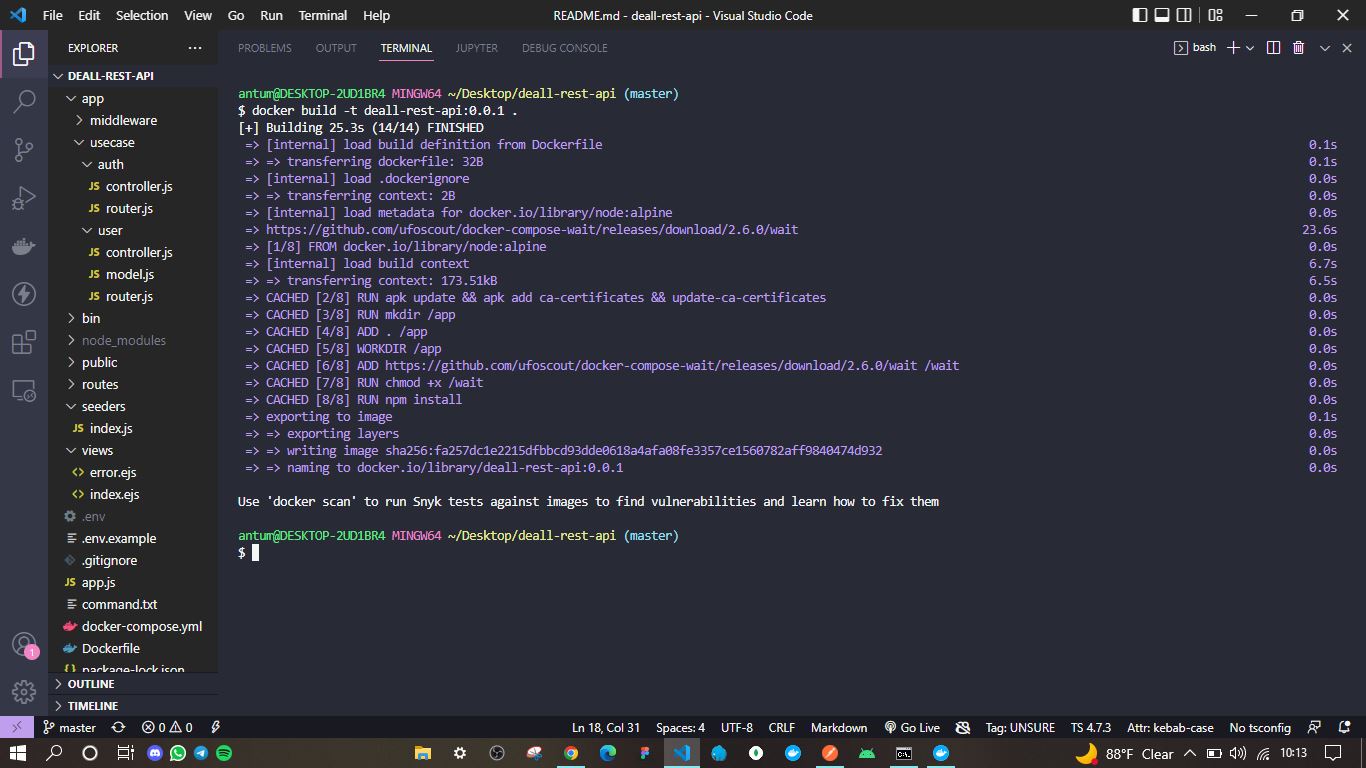 File Edit Selection View Go Run Terminal Help
README.md - deall-rest-api - Visual Studio Code
EXPLORER
DEALL-REST-API
app
middleware
usecase
auth
JS controller.js
JS router.js
user
JS controller.js
JS model.js
JS router.js
bin
node_modules
public
routes
seeders
JS index.js
views
<> error.ejs
<> index.ejs
.env
.env.example
.gitignore
JS app.js
command.txt
docker-compose.yml
Dockerfile
{} package-lock.json
OUTLINE
TIMELINE
1
PROBLEMS OUTPUT TERMINAL JUPYTER DEBUG CONSOLE
bash
antum@DESKTOP-2UD1BR4 MINGW64 ~/Desktop/deall-rest-api (master)
$ docker build -t deall-rest-api:0.0.1 .
[+] Building 25.3s (14/14) FINISHED
=> [internal] load build definition from Dockerfile 0.1s
=> => transferring dockerfile: 32B 0.1s
=> [internal] load .dockerignore 0.0s
=> => transferring context: 2B 0.0s
=> [internal] load metadata for docker.io/library/node:alpine 0.0s
=> https://github.com/ufoscout/docker-compose-wait/releases/download/2.6.0/wait 23.6s
=> [1/8] FROM docker.io/library/node:alpine 0.0s
=> [internal] load build context 6.7s
=> => transferring context: 173.51kB 6.5s
=> CACHED [2/8] RUN apk update && apk add ca-certificates && update-ca-certificates 0.0s
=> CACHED [3/8] RUN mkdir /app 0.0s
=> CACHED [4/8] ADD . /app 0.0s
=> CACHED [5/8] WORKDIR /app 0.0s
=> CACHED [6/8] ADD https://github.com/ufoscout/docker-compose-wait/releases/download/2.6.0/wait /wait 0.0s
=> CACHED [7/8] RUN chmod +x /wait 0.0s
=> CACHED [8/8] RUN npm install 0.0s
=> exporting to image 0.1s
=> => exporting layers 0.0s
=> => writing image sha256:fa257dc1e2215dfbbcd93dde0618a4afa08fe3357ce1560782aff9840474d932 0.0s
=> => naming to docker.io/library/deall-rest-api:0.0.1 0.0s
Use 'docker scan' to run Snyk tests against images to find vulnerabilities and learn how to fix them
antum@DESKTOP-2UD1BR4 MINGW64 ~/Desktop/deall-rest-api (master)
$
master 0 0 Ln 18, Col 31 Spaces: 4 UTF-8 CRLF Markdown Go Live Tag: UNSURE TS 4.7.3 Attr: kebab-case No tsconfig
88°F Clear 10:13